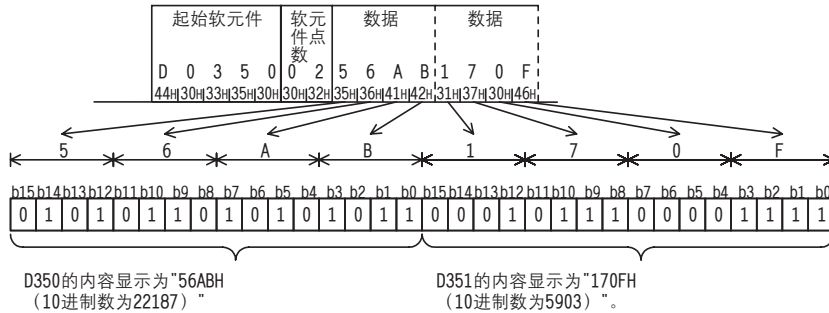 起始软元件 软元件点数 数据 数据
D 0 3 5 0 0 2 5 6 A B 1 7 0 F
44H 30H 33H 35H 30H 30H 32H 35H 36H 41H 42H 31H 37H 30H 46H
5 6 A B 1 7 0 F
b15 b14 b13 b12 b11 b10 b9 b8 b7 b6 b5 b4 b3 b2 b1 b0 b15 b14 b13 b12 b11 b10 b9 b8 b7 b6 b5 b4 b3 b2 b1 b0
0 1 0 1 0 1 1 0 1 0 1 0 1 0 1 1 0 0 0 1 0 1 1 1 0 0 0 0 1 1 1 1
D350的内容显示为"56ABH
（10进制数为22187）"
D351的内容显示为"170FH
（10进制数为5903）"。